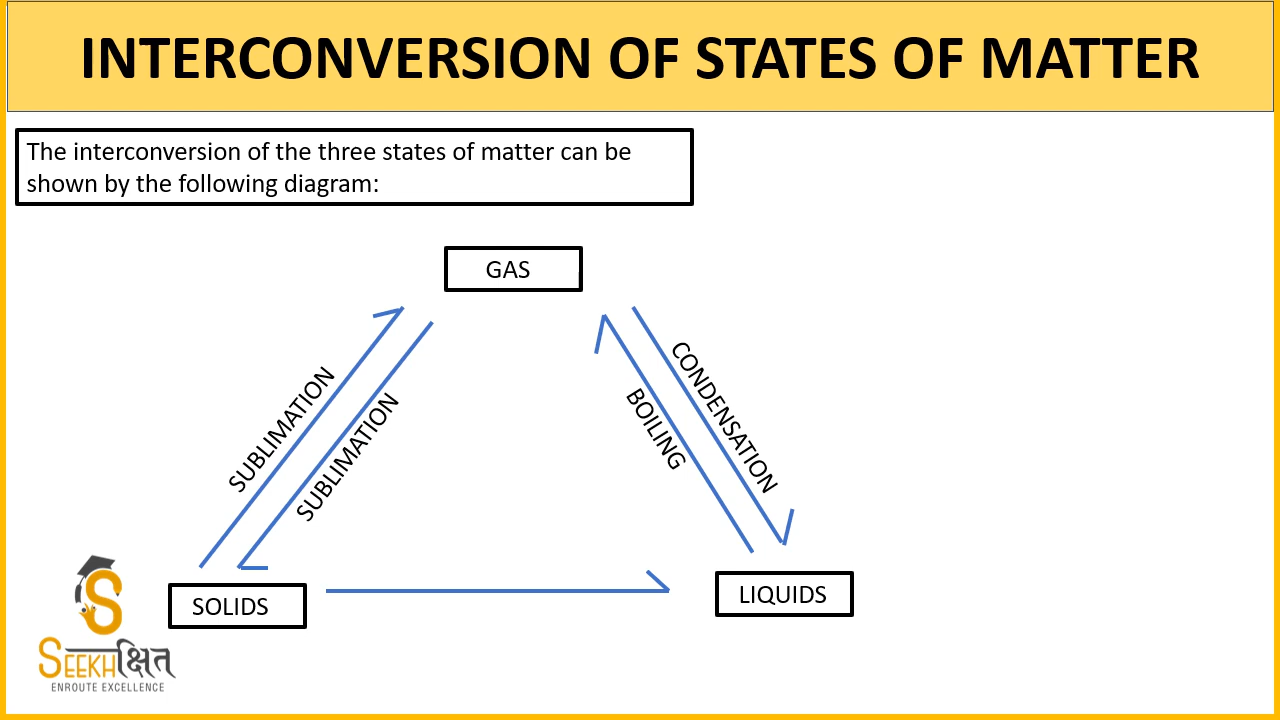 INTERCONVERSION OF STATES OF MATTER
The interconversion of the three states of matter can be
shown by the following diagram:
GAS
SUBLIMATION
SUBLIMATION
BOILING
CONDENSATION
SOLIDS
LIQUIDS
S
SEEKHक्षित
ENROUTE EXCELLENCE